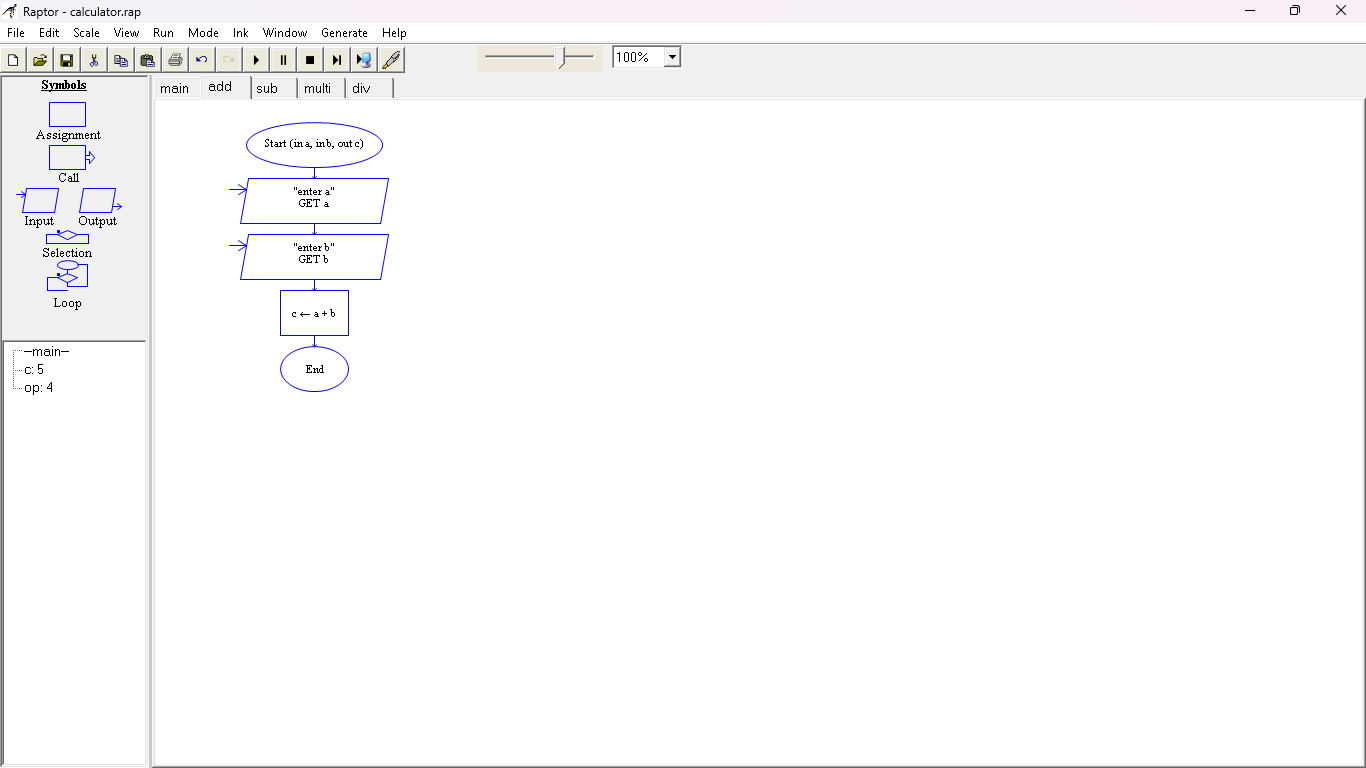 Raptor - calculator.rap
File Edit Scale View Run Mode Ink Window Generate Help
100%
Symbols
Assignment
Call
Input Output
Selection
Loop
main add sub multi div
Start (in a, in b, out c)
"enter a"
GET a
"enter b"
GET b
c ← a + b
End
—main—
c: 5
op: 4